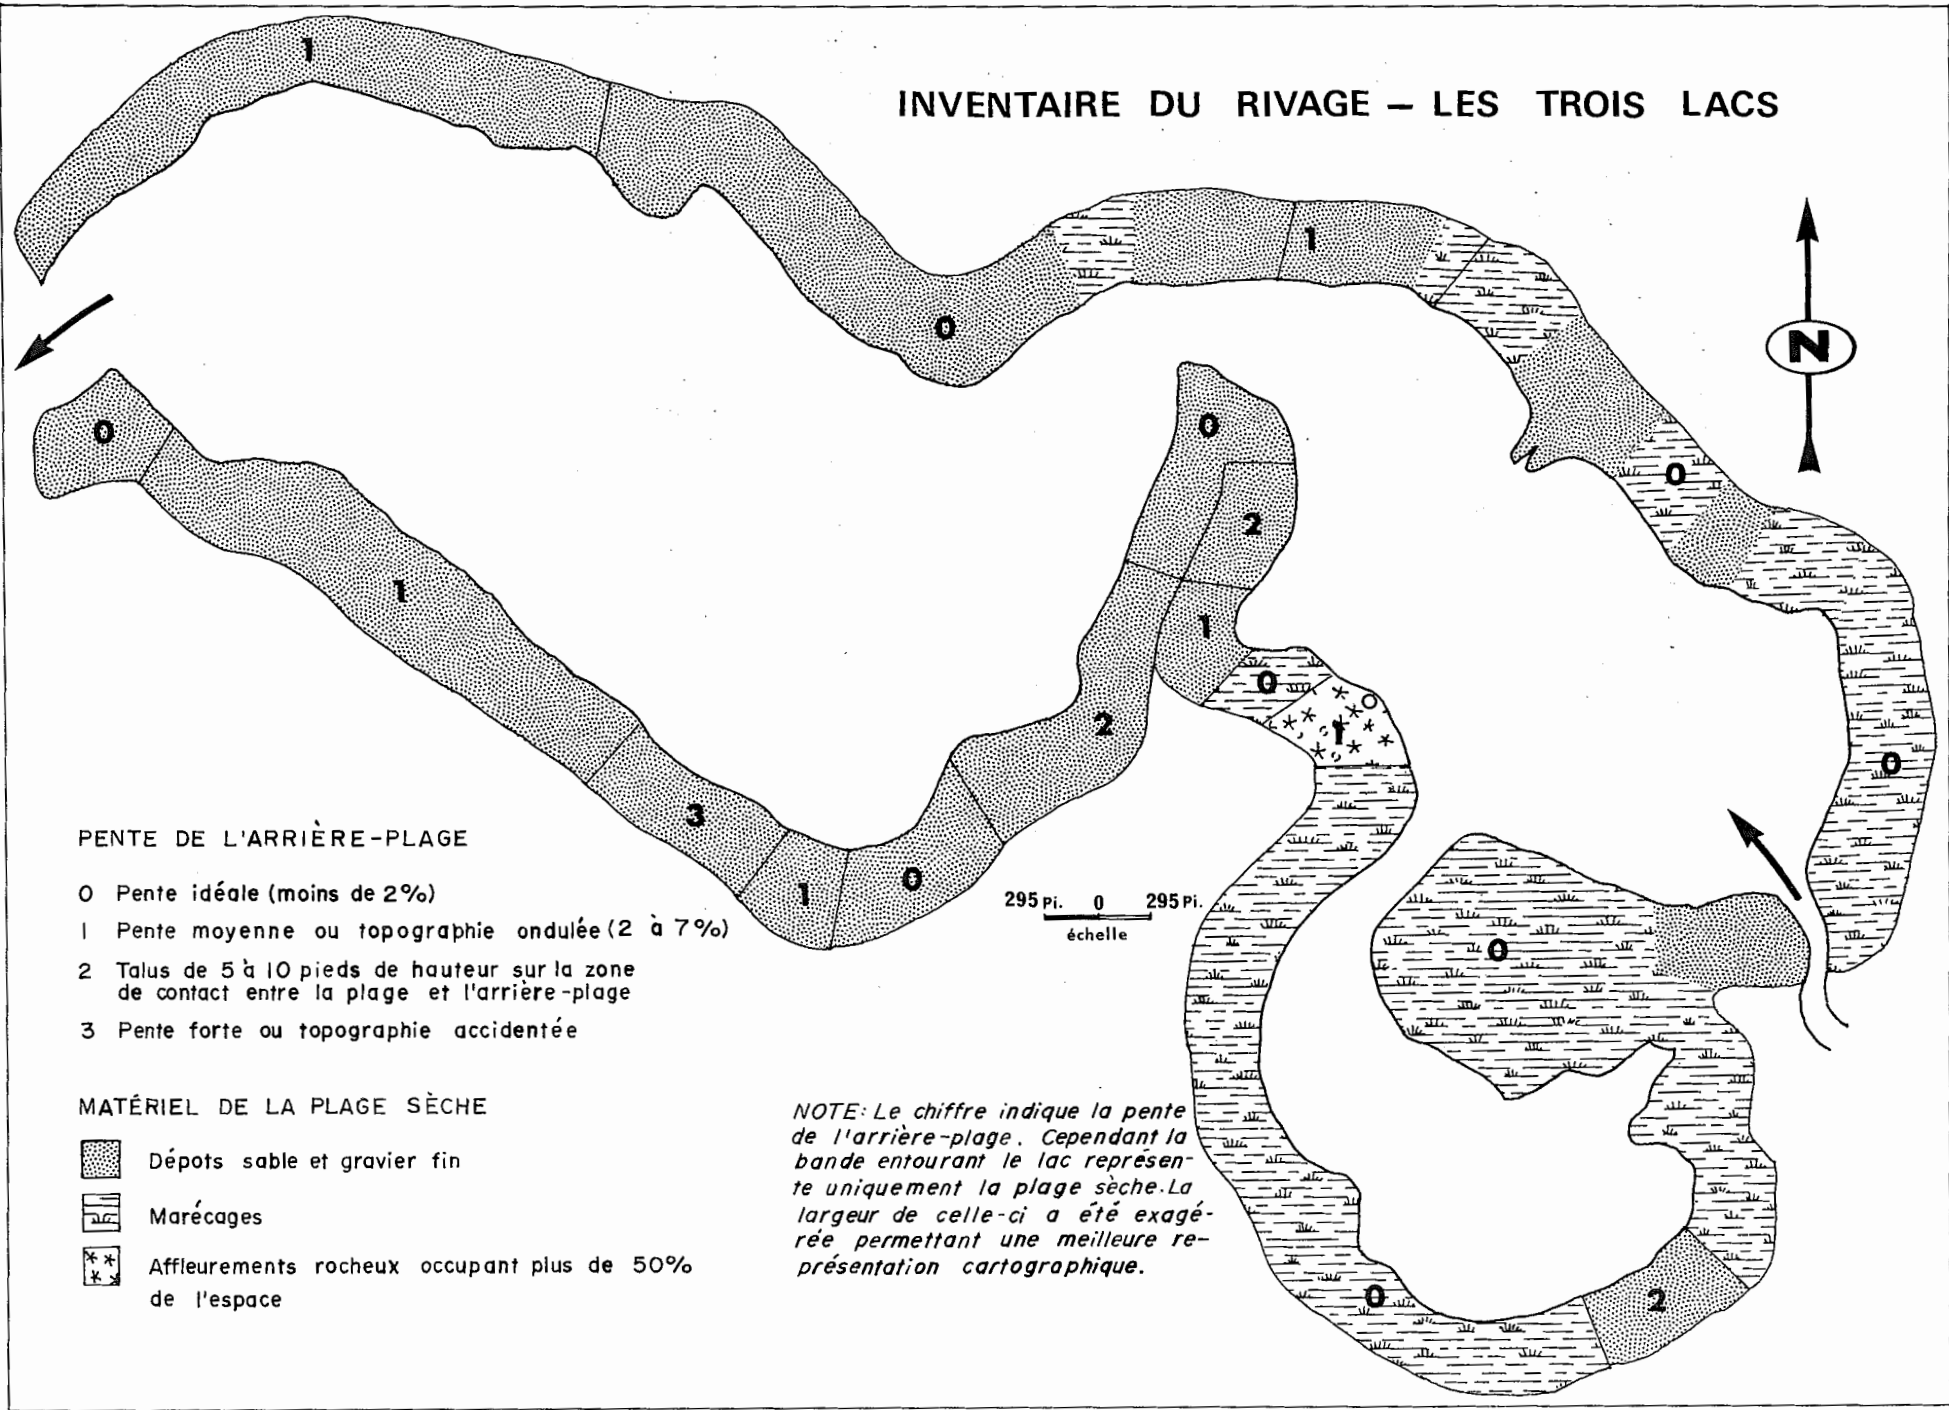 INVENTAIRE DU RIVAGE – LES TROIS LACS
1
1
0
N
0
0
0
2
1
1
0
1
2
0
3
1
0
0
0
2
PENTE DE L'ARRIÈRE-PLAGE
0 Pente idéale (moins de 2%)
1 Pente moyenne ou topographie ondulée (2 à 7%)
2 Talus de 5 à 10 pieds de hauteur sur la zone
de contact entre la plage et l'arrière-plage
3 Pente forte ou topographie accidentée
295 Pi. 0 295 Pi.
échelle
MATÉRIEL DE LA PLAGE SÈCHE
Dépots sable et gravier fin
Marécages
Affleurements rocheux occupant plus de 50%
de l'espace
NOTE: Le chiffre indique la pente
de l'arrière-plage. Cependant la
bande entourant le lac représen-
te uniquement la plage sèche. La
largeur de celle-ci a été exagé-
rée permettant une meilleure re-
présentation cartographique.